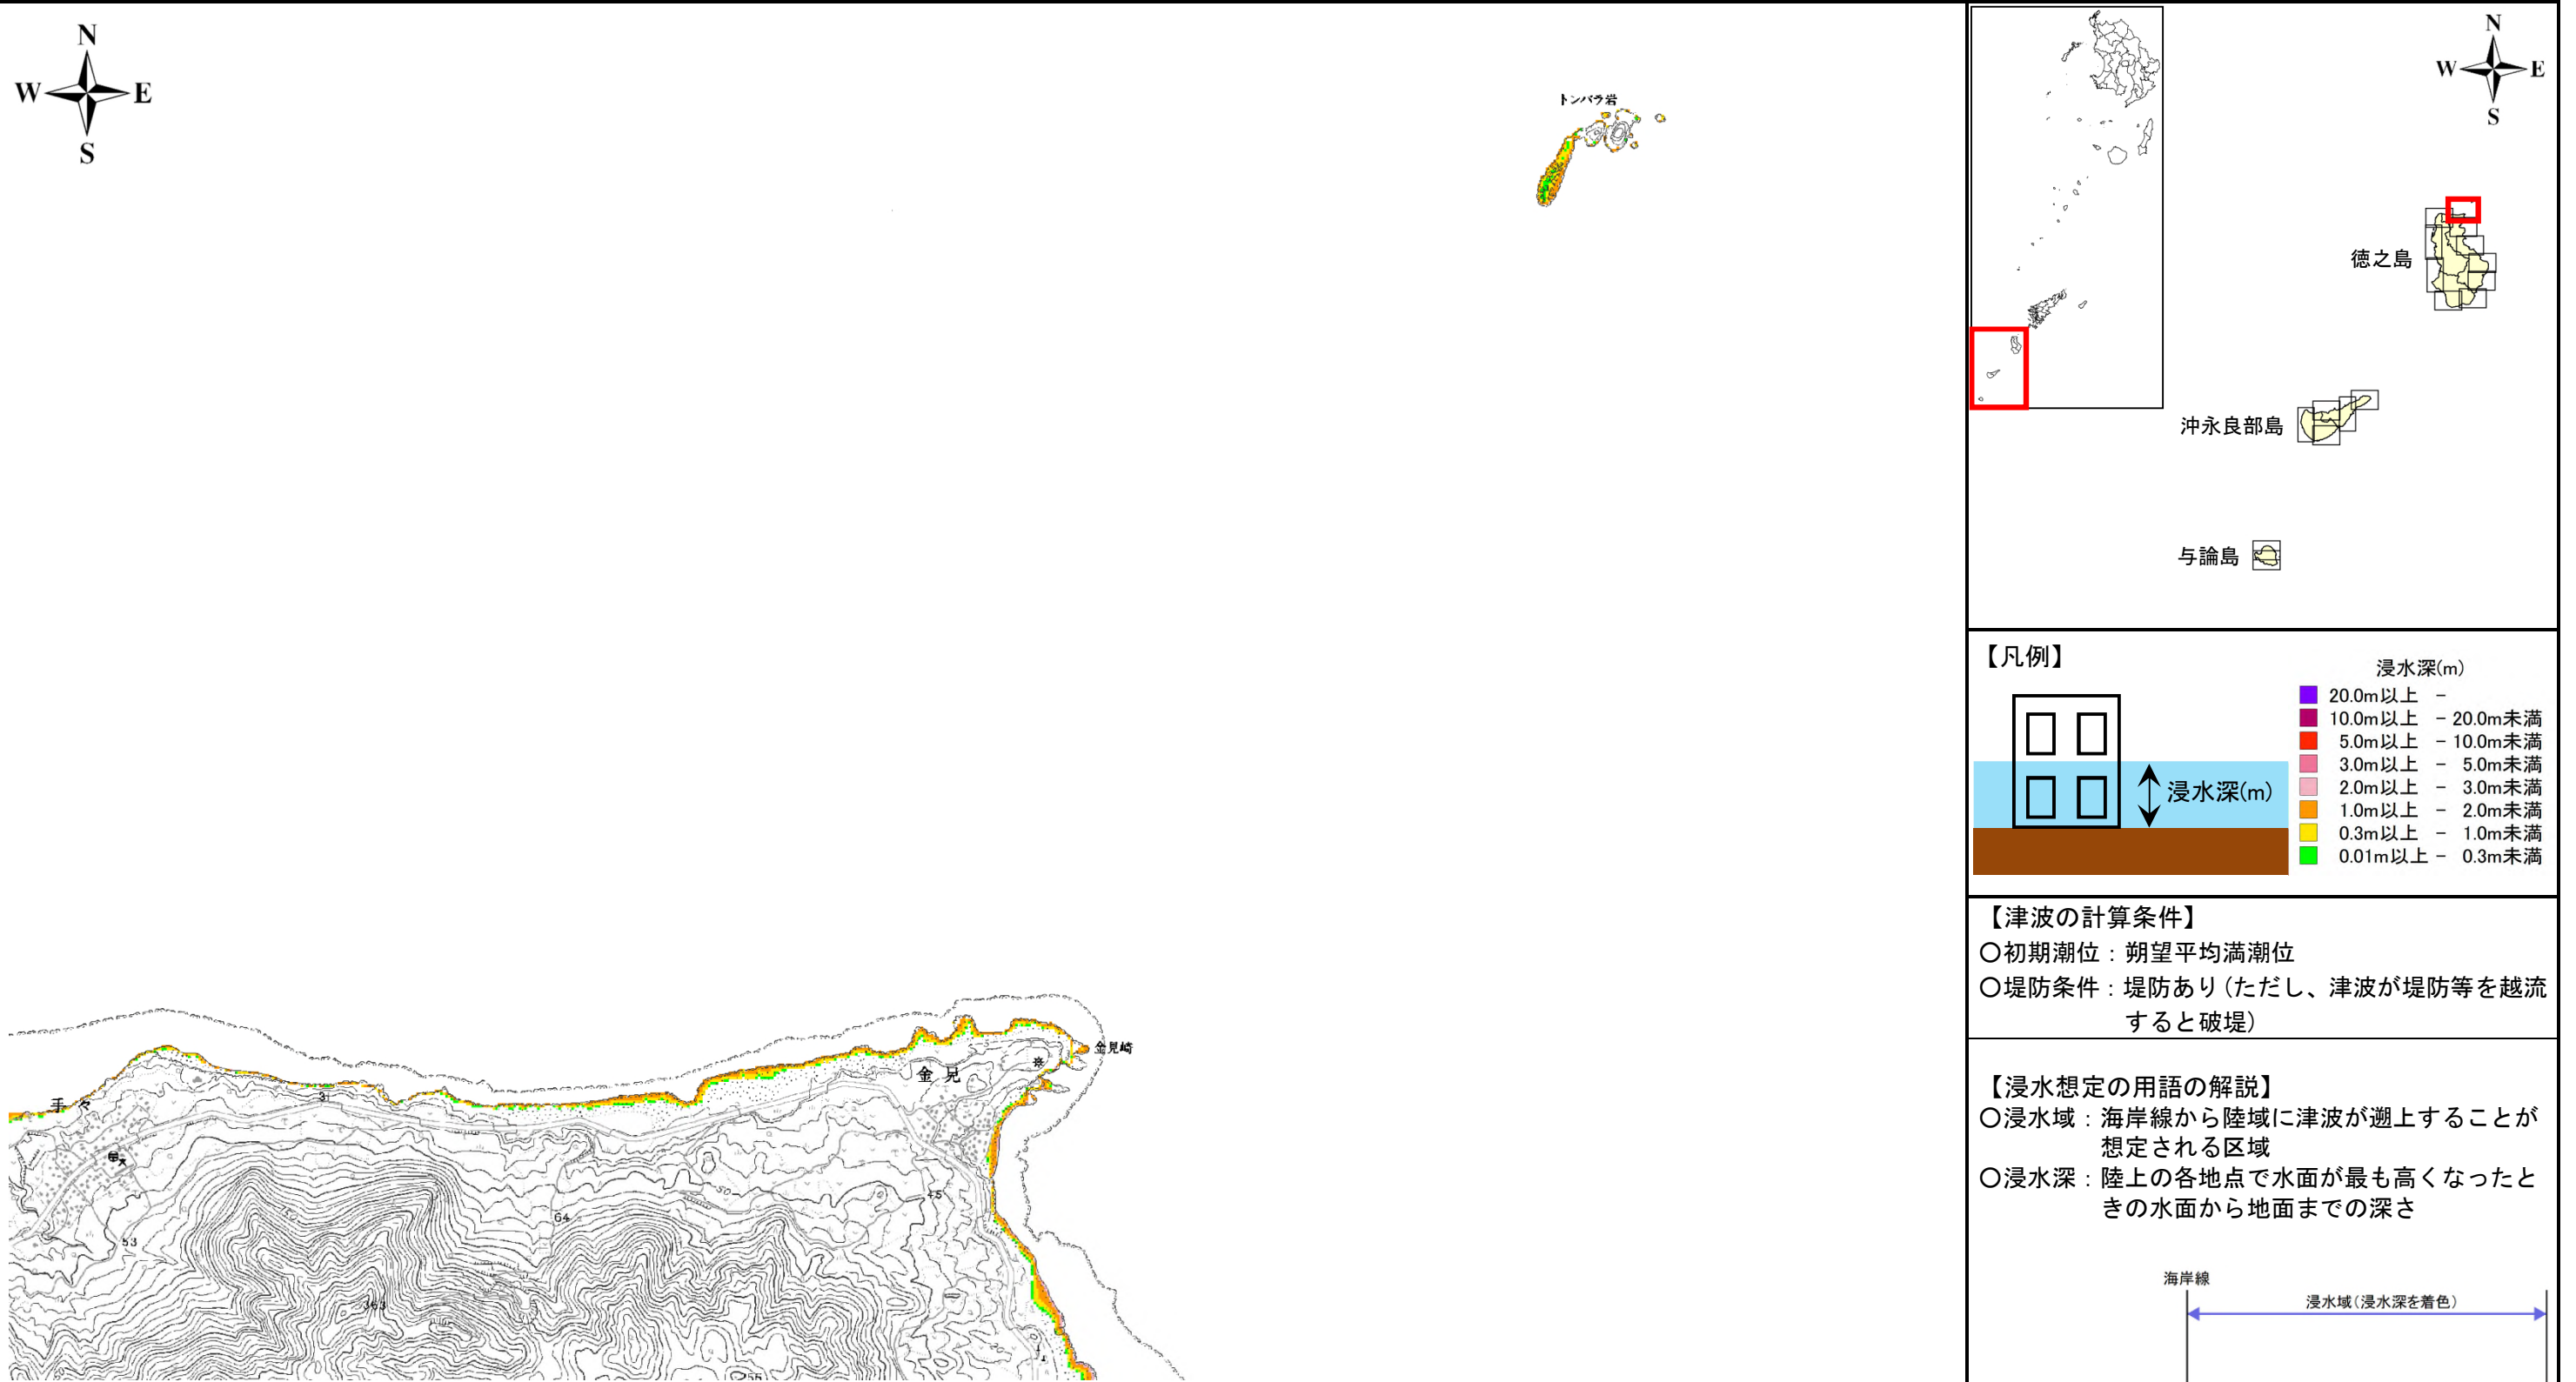 N
W E
S
トンバラ岩
手々
3
金見
金見崎
45
50
64
53
363
56
N
W E
S
徳之島
沖永良部島
与論島
【凡例】
浸水深(m)
浸水深(m)
20.0m以上 −
10.0m以上 − 20.0m未満
5.0m以上 − 10.0m未満
3.0m以上 − 5.0m未満
2.0m以上 − 3.0m未満
1.0m以上 − 2.0m未満
0.3m以上 − 1.0m未満
0.01m以上 − 0.3m未満
【津波の計算条件】
○初期潮位：朔望平均満潮位
○堤防条件：堤防あり(ただし、津波が堤防等を越流
すると破堤)
【浸水想定の用語の解説】
○浸水域：海岸線から陸域に津波が遡上することが
想定される区域
○浸水深：陸上の各地点で水面が最も高くなったと
きの水面から地面までの深さ
海岸線
浸水域(浸水深を着色)